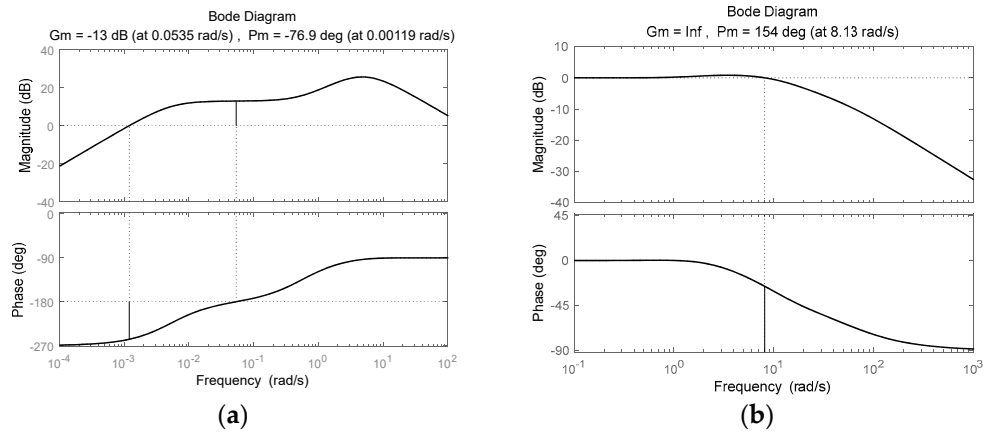 Bode Diagram
Gm = -13 dB (at 0.0535 rad/s) , Pm = -76.9 deg (at 0.00119 rad/s)
40
20
0
-20
-40
Magnitude (dB)
0
-90
-180
-270
Phase (deg)
10^-4 10^-3 10^-2 10^-1 10^0 10^1 10^2
Frequency (rad/s)
(a)
Bode Diagram
Gm = Inf , Pm = 154 deg (at 8.13 rad/s)
10
0
-10
-20
-30
-40
Magnitude (dB)
45
0
-45
-90
Phase (deg)
10^-1 10^0 10^1 10^2 10^3
Frequency (rad/s)
(b)